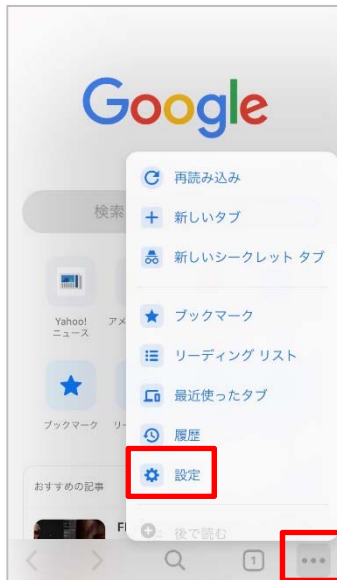 Google
再読み込み
検索
新しいタブ
新しいシークレット タブ
Yahoo!
ニュース
アメ
ブックマーク
リーディング リスト
最近使ったタブ
ブックマーク
リー
履歴
設定
おすすめの記事
後で読む
1